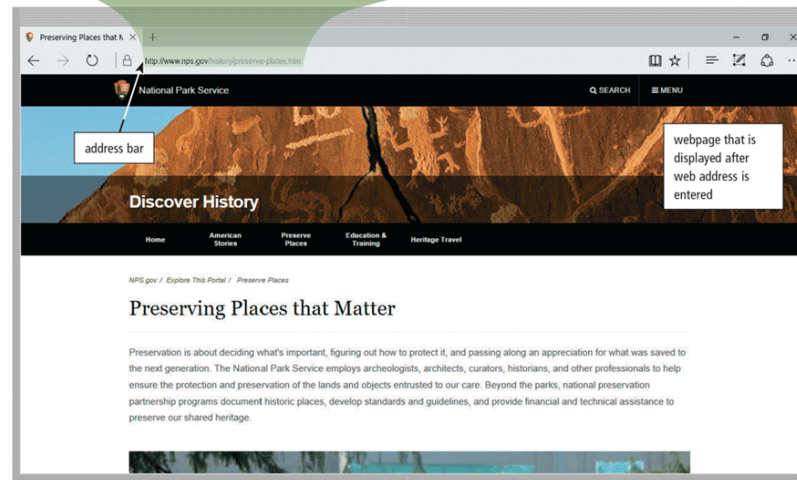 Preserving Places that M
http://www.nps.gov/history/preserve-places.htm
National Park Service
SEARCH
MENU
address bar
webpage that is
displayed after
web address is
entered
Discover History
Home
American
Stories
Preserve
Places
Education &
Training
Heritage Travel
NPS.gov / Explore This Portal / Preserve Places
Preserving Places that Matter
Preservation is about deciding what's important, figuring out how to protect it, and passing along an appreciation for what was saved to
the next generation. The National Park Service employs archeologists, architects, curators, historians, and other professionals to help
ensure the protection and preservation of the lands and objects entrusted to our care. Beyond the parks, national preservation
partnership programs document historic places, develop standards and guidelines, and provide financial and technical assistance to
preserve our shared heritage.